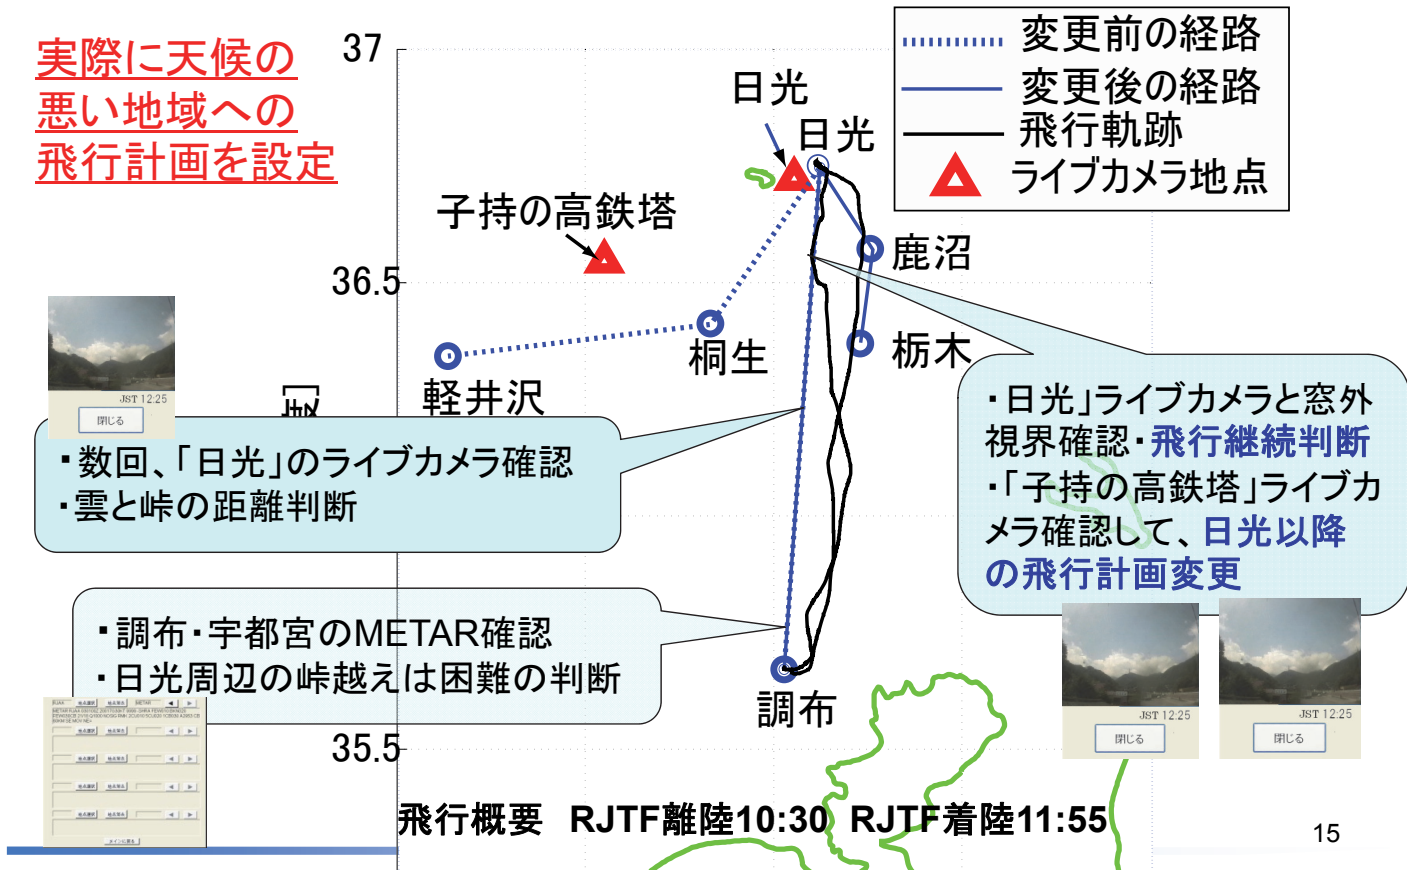 実際に天候の
悪い地域への
飛行計画を設定
37
36.5
35.5
変更前の経路
変更後の経路
飛行軌跡
ライブカメラ地点
日光
日光
子持の高鉄塔
鹿沼
桐生
栃木
軽井沢
調布
JST 12:25
閉じる
・数回、「日光」のライブカメラ確認
・雲と峠の距離判断
・調布・宇都宮のMETAR確認
・日光周辺の峠越えは困難の判断
・日光」ライブカメラと窓外
視界確認・飛行継続判断
・「子持の高鉄塔」ライブカ
メラ確認して、日光以降
の飛行計画変更
JST 12:25
閉じる
JST 12:25
閉じる
METAR
飛行概要 RJTF離陸10:30 RJTF着陸11:55
15